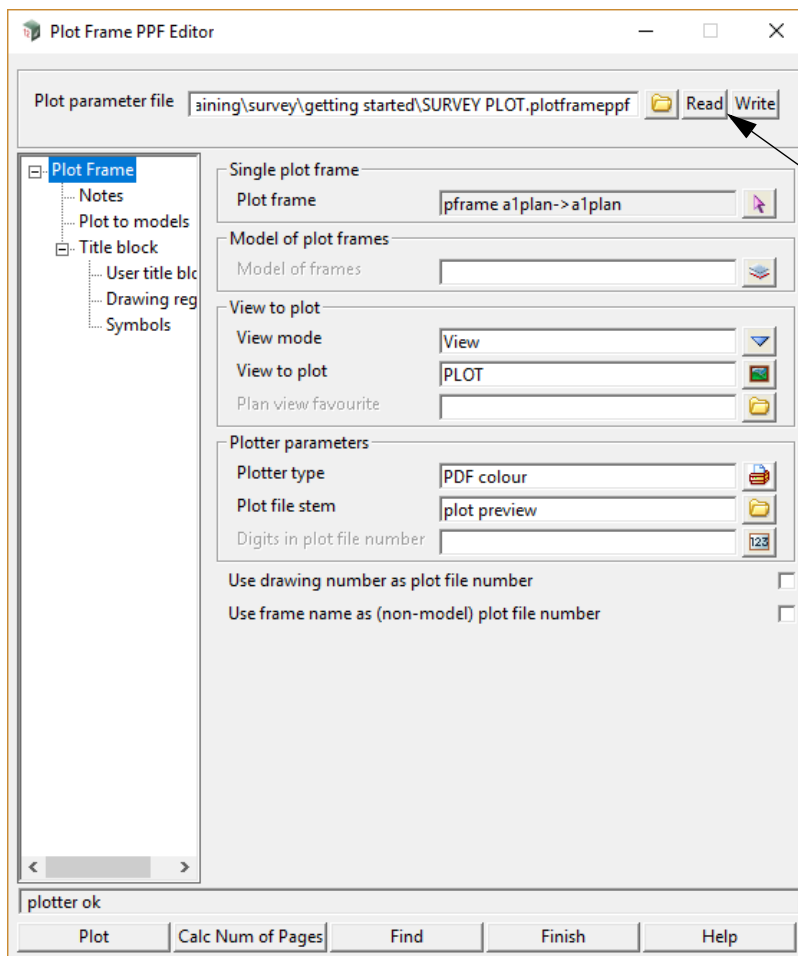 Plot Frame PPF Editor
Plot parameter file aining\survey\getting started\SURVEY PLOT.plotframeppf Read Write
Plot Frame
Notes
Plot to models
Title block
User title blc
Drawing reg
Symbols
Single plot frame
Plot frame pframe a1plan->a1plan
Model of plot frames
Model of frames
View to plot
View mode View
View to plot PLOT
Plan view favourite
Plotter parameters
Plotter type PDF colour
Plot file stem plot preview
Digits in plot file number 123
Use drawing number as plot file number
Use frame name as (non-model) plot file number
plotter ok
Plot Calc Num of Pages Find Finish Help